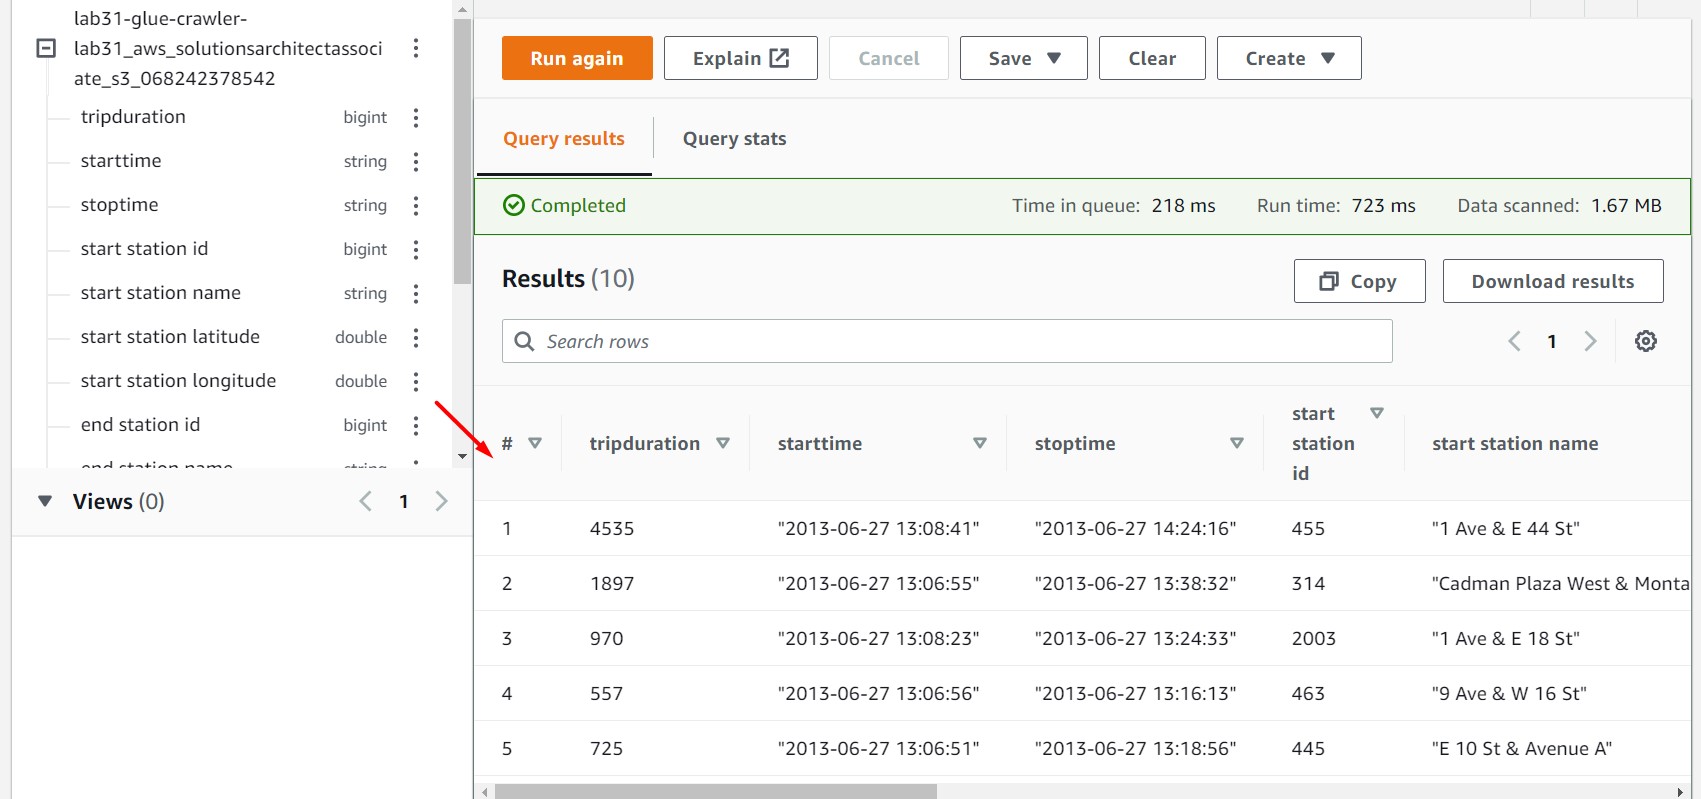 lab31-glue-crawler-
lab31_aws_solutionsarchitectassoci
ate_s3_068242378542
tripduration bigint
starttime string
stoptime string
start station id bigint
start station name string
start station latitude double
start station longitude double
end station id bigint
end station name string
Views (0) 1
Run again Explain Cancel Save Clear Create
Query results Query stats
Completed Time in queue: 218 ms Run time: 723 ms Data scanned: 1.67 MB
Results (10) Copy Download results
Search rows 1
# tripduration starttime stoptime start station id start station name
1 4535 "2013-06-27 13:08:41" "2013-06-27 14:24:16" 455 "1 Ave & E 44 St"
2 1897 "2013-06-27 13:06:55" "2013-06-27 13:38:32" 314 "Cadman Plaza West & Monta
3 970 "2013-06-27 13:08:23" "2013-06-27 13:24:33" 2003 "1 Ave & E 18 St"
4 557 "2013-06-27 13:06:56" "2013-06-27 13:16:13" 463 "9 Ave & W 16 St"
5 725 "2013-06-27 13:06:51" "2013-06-27 13:18:56" 445 "E 10 St & Avenue A"